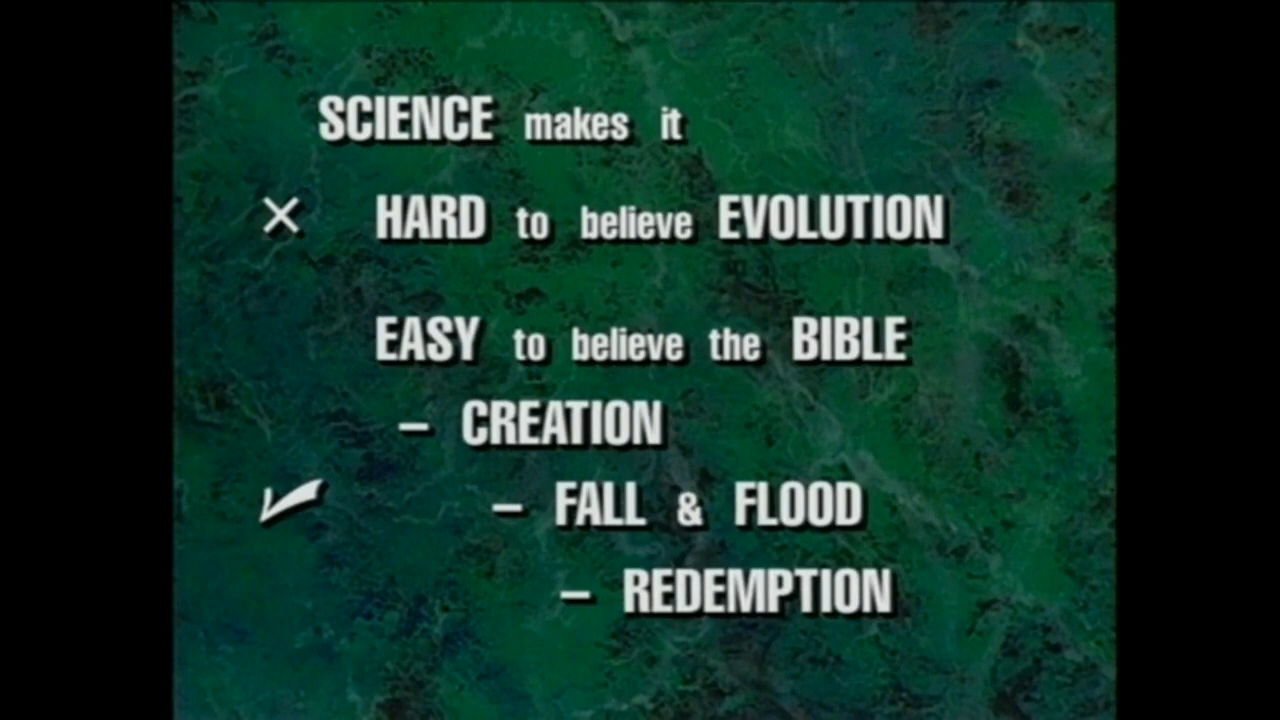 SCIENCE makes it
× HARD to believe EVOLUTION
EASY to believe the BIBLE
– CREATION
✓ – FALL & FLOOD
– REDEMPTION